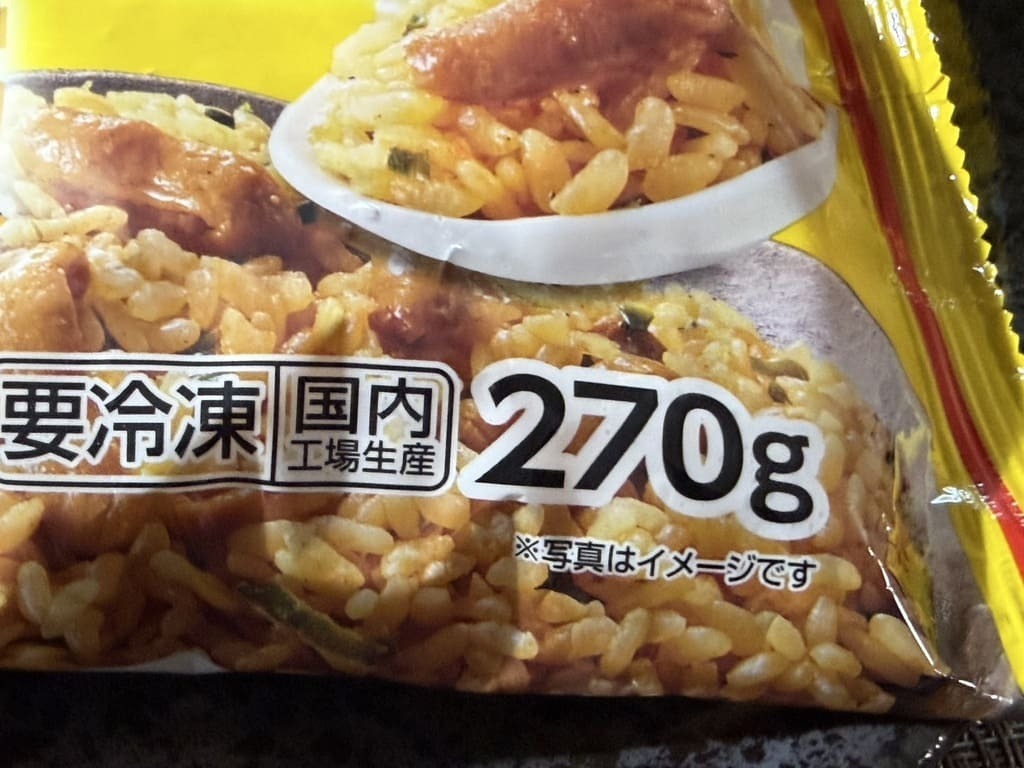 要冷凍
国内
工場生産
270g
※写真はイメージです